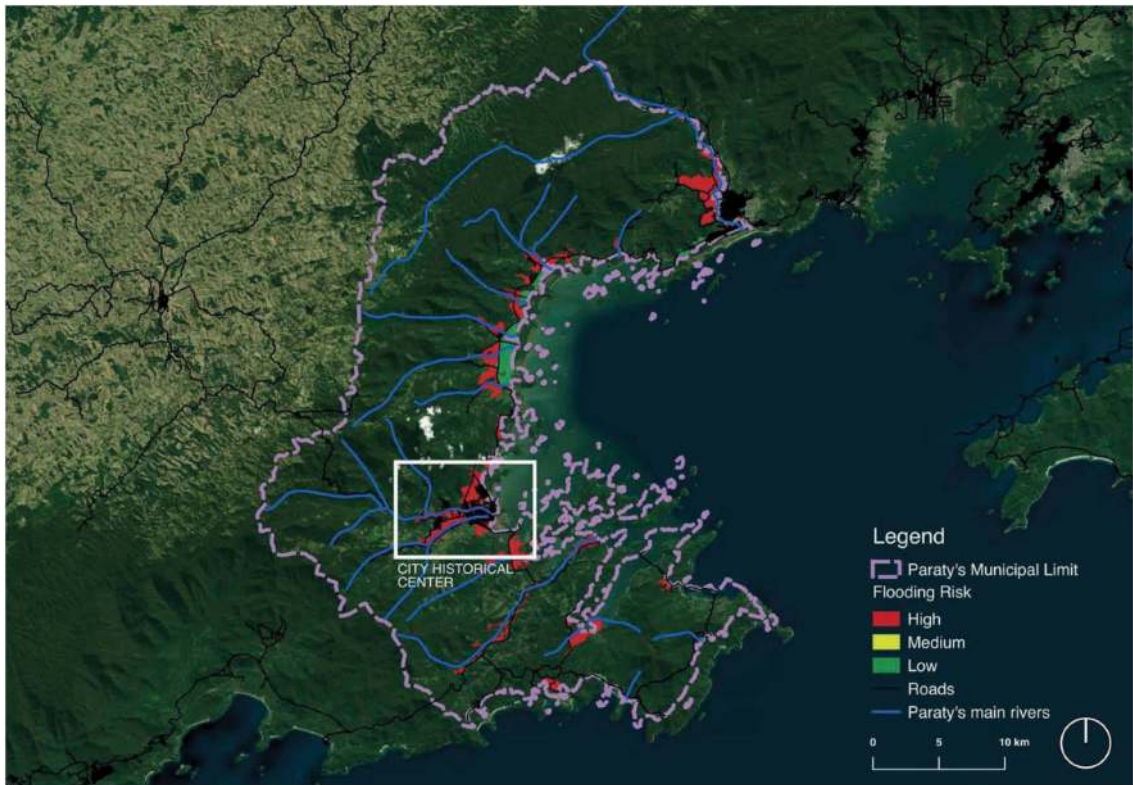 CITY HISTORICAL
CENTER
Legend
Paraty's Municipal Limit
Flooding Risk
High
Medium
Low
Roads
Paraty's main rivers
0 5 10 km